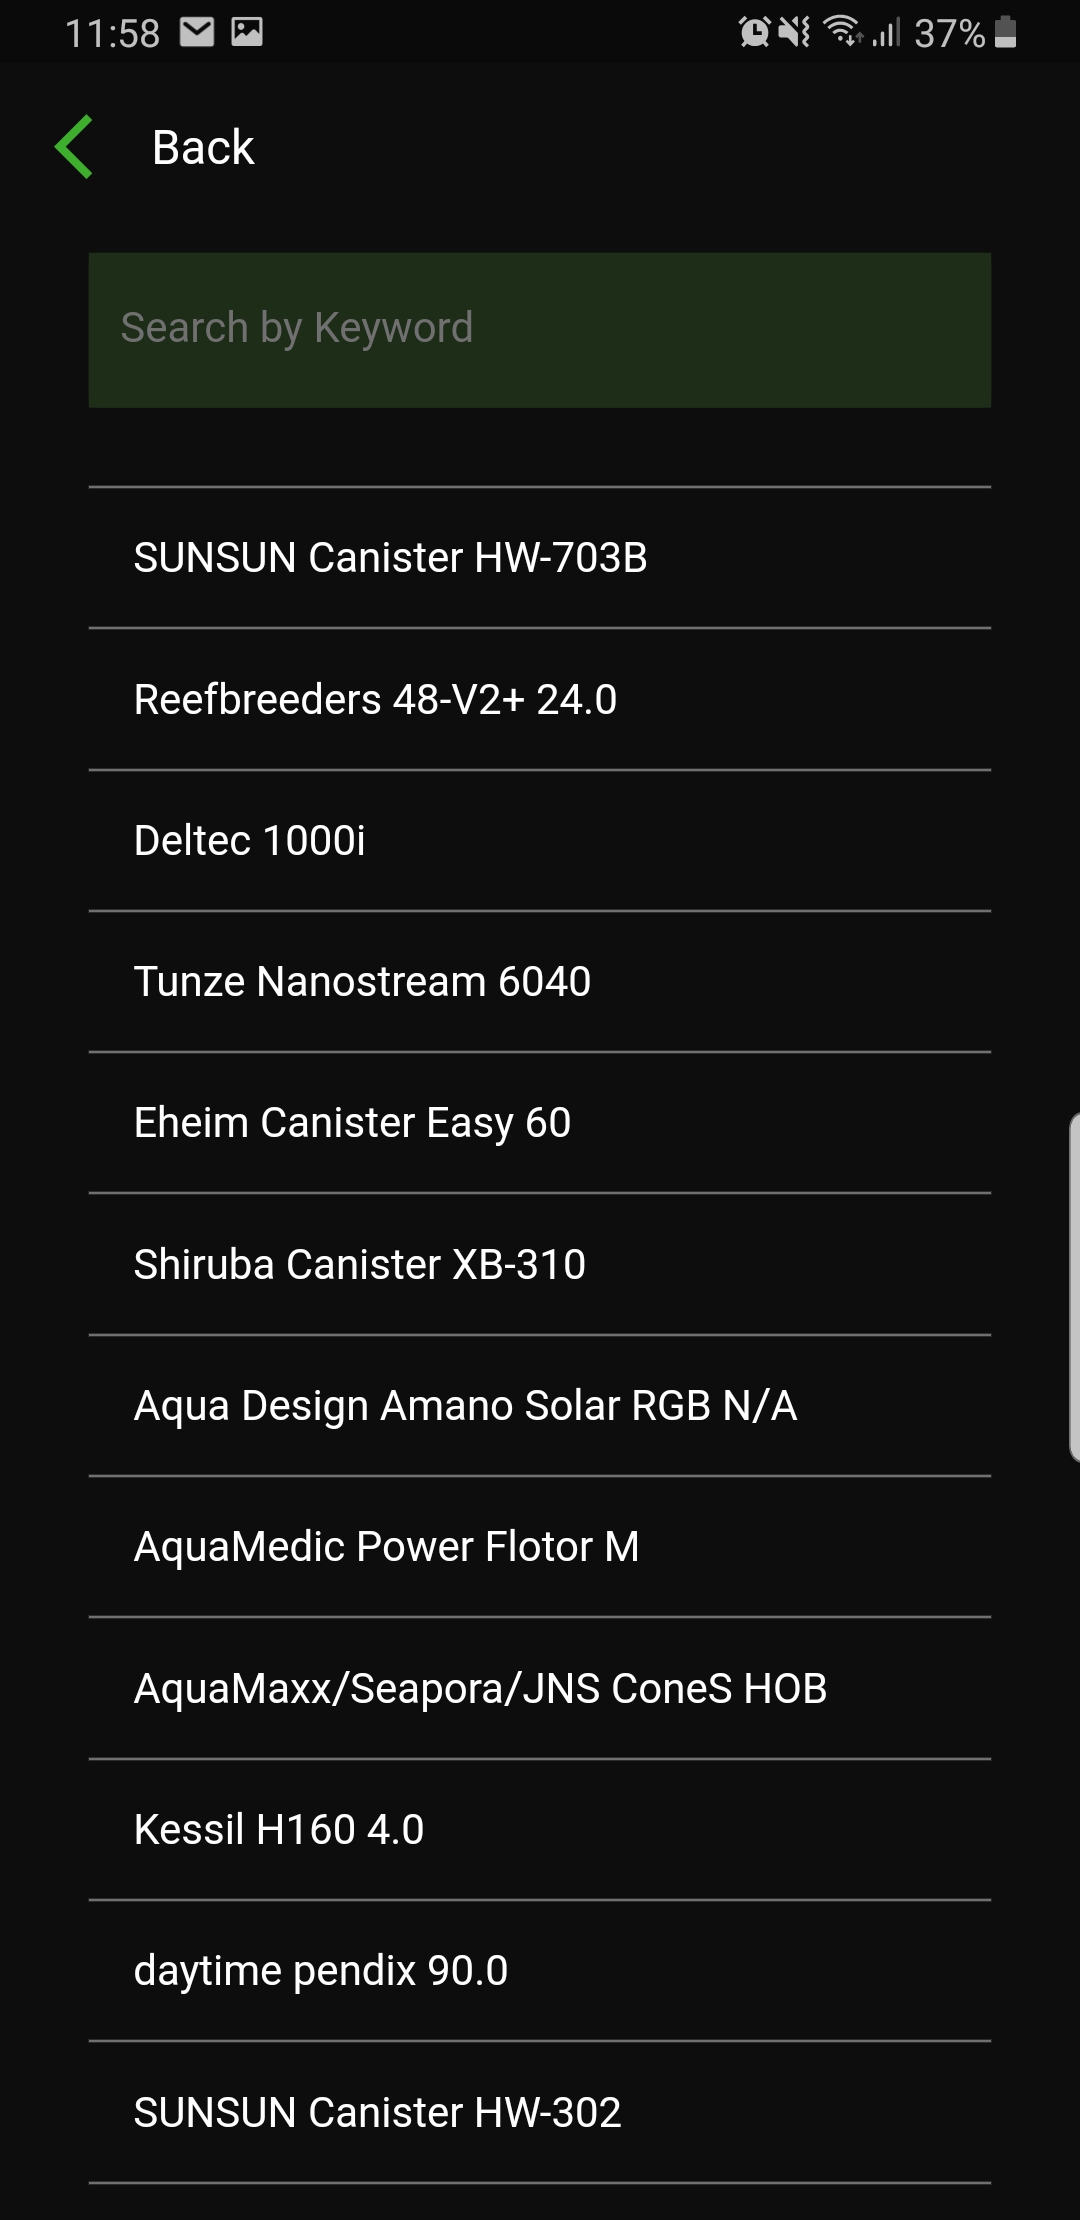 11:58
37%
Back
Search by Keyword
SUNSUN Canister HW-703B
Reefbreeders 48-V2+ 24.0
Deltec 1000i
Tunze Nanostream 6040
Eheim Canister Easy 60
Shiruba Canister XB-310
Aqua Design Amano Solar RGB N/A
AquaMedic Power Flotor M
AquaMaxx/Seapora/JNS ConeS HOB
Kessil H160 4.0
daytime pendix 90.0
SUNSUN Canister HW-302